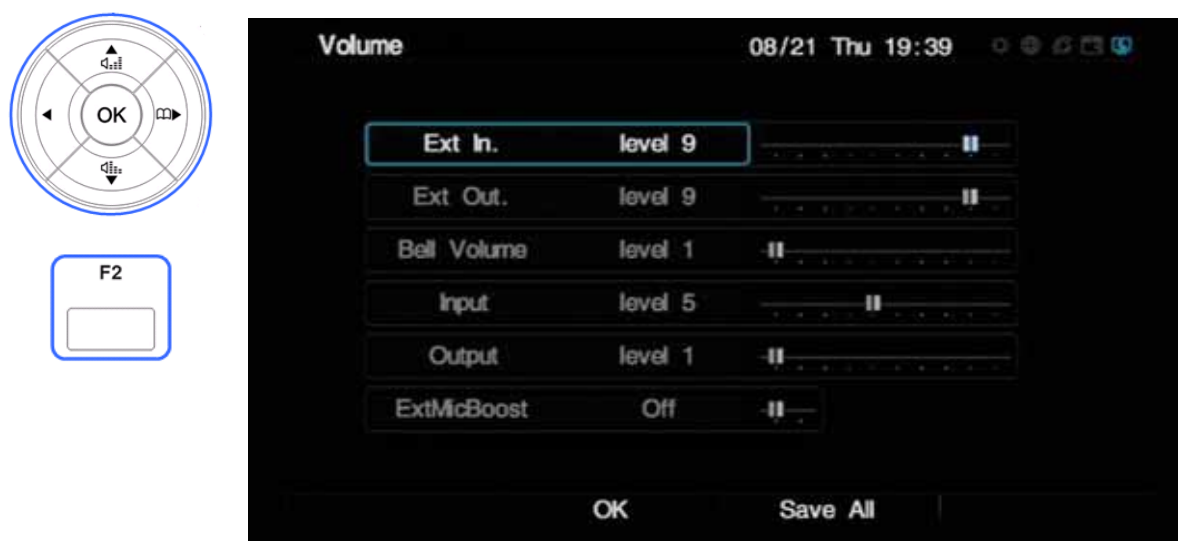 OK
F2
Volume 08/21 Thu 19:39
Ext In. level 9
Ext Out. level 9
Bell Volume level 1
Input level 5
Output level 1
ExtMicBoost Off
OK Save All